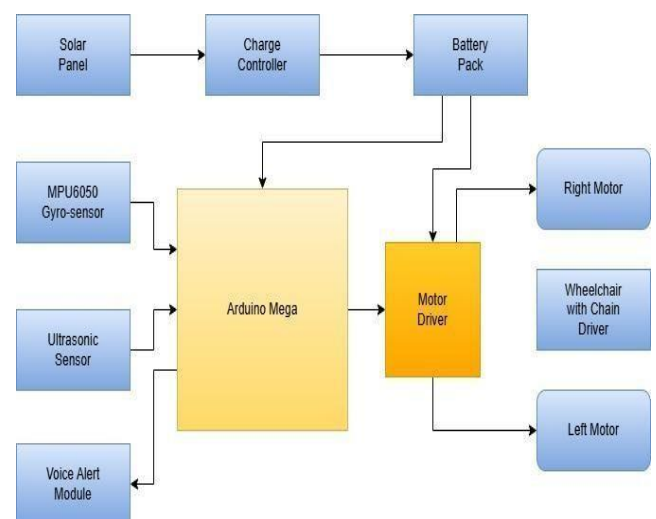 Solar
Panel
Charge
Controller
Battery
Pack
MPU6050
Gyro-sensor
Right Motor
Arduino Mega
Motor
Driver
Wheelchair
with Chain
Driver
Ultrasonic
Sensor
Left Motor
Voice Alert
Module